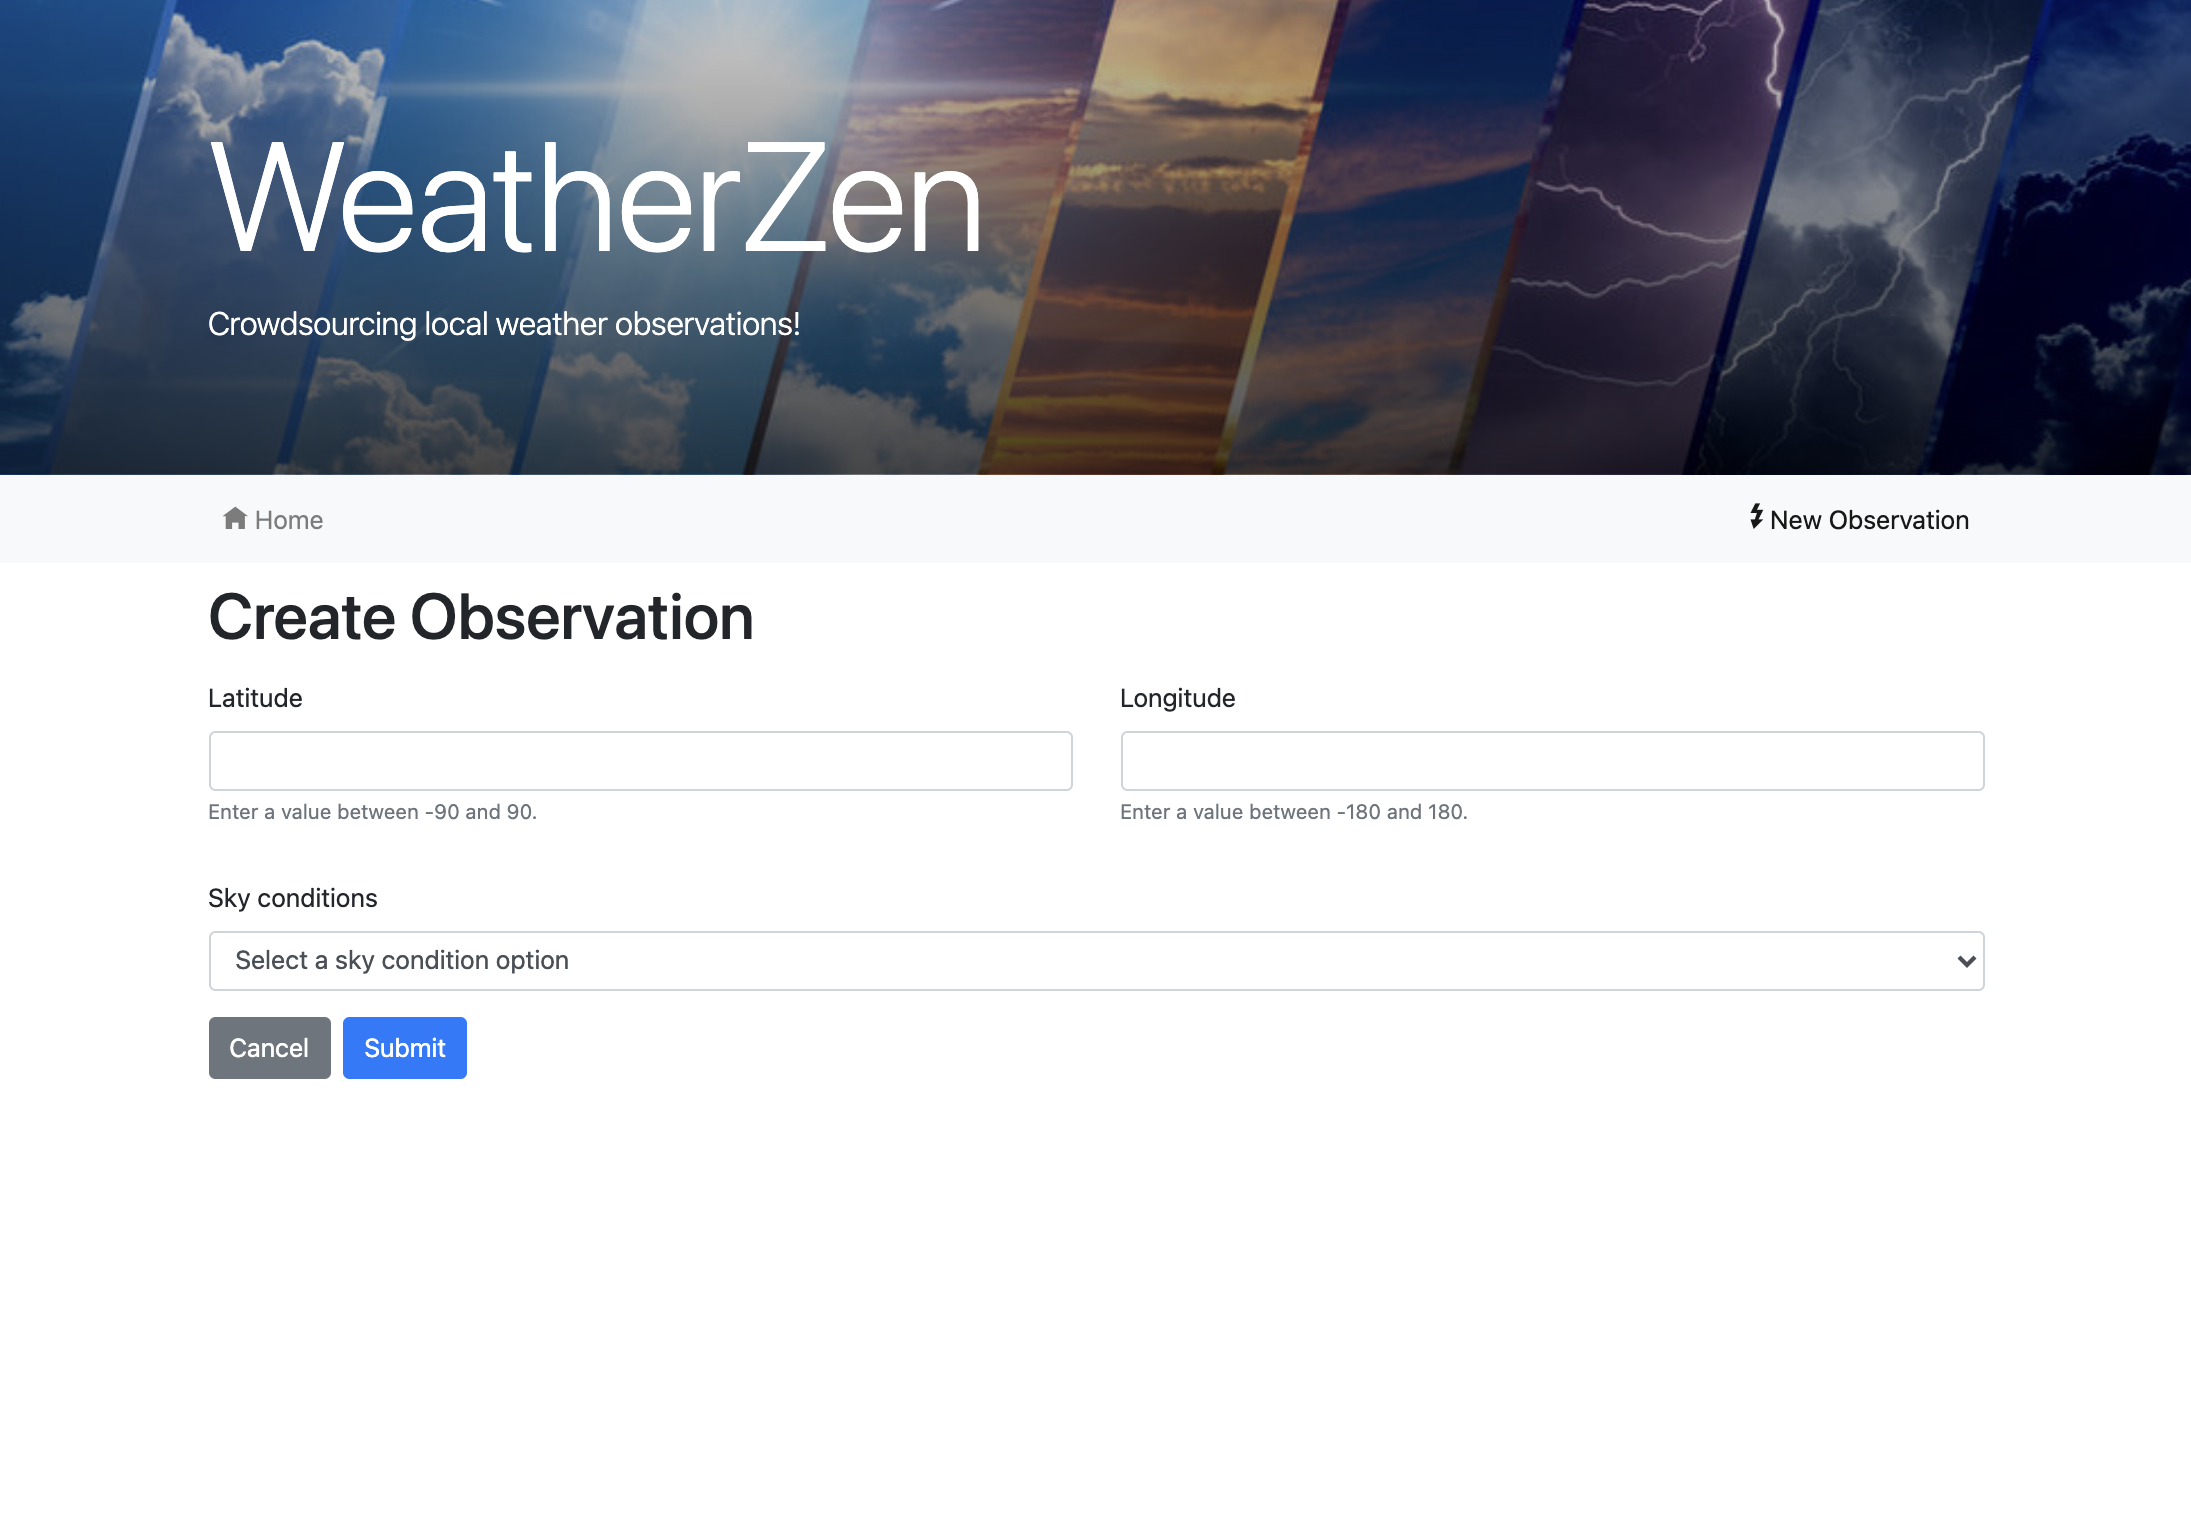 WeatherZen
Crowdsourcing local weather observations!
Home
New Observation
Create Observation
Latitude
Longitude
Enter a value between -90 and 90.
Enter a value between -180 and 180.
Sky conditions
Select a sky condition option
Cancel
Submit